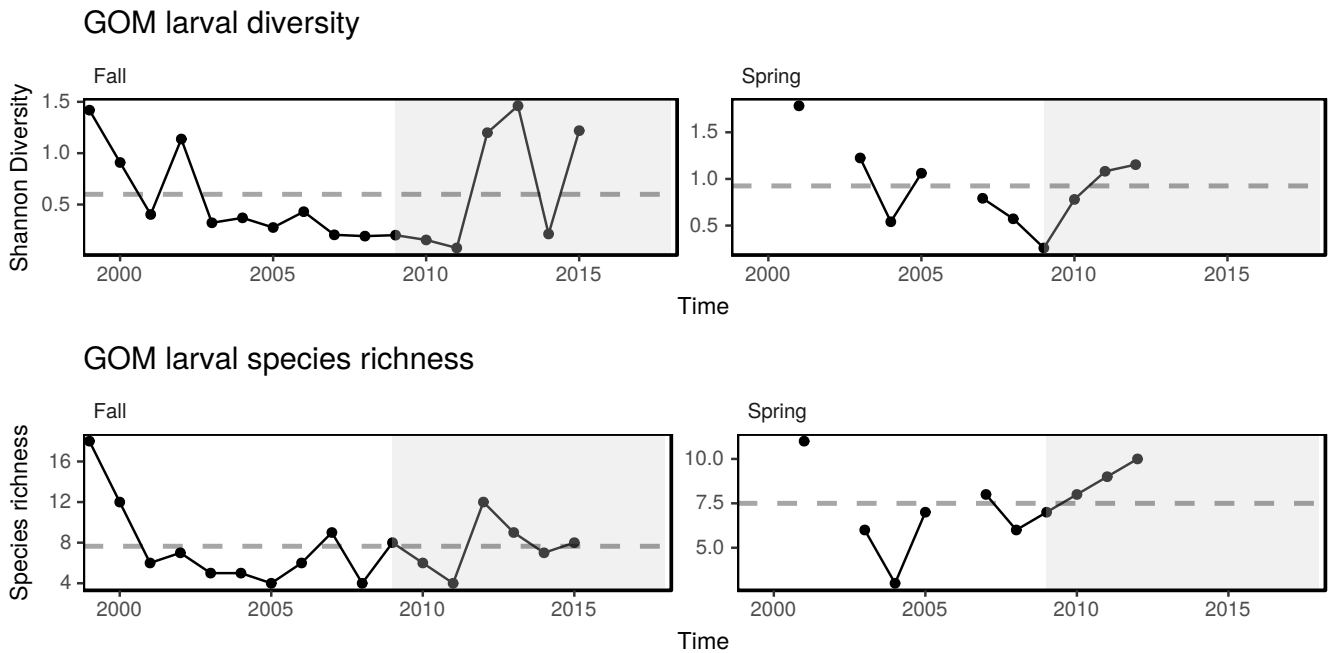 GOM larval diversity
Fall
Spring
Shannon Diversity
1.5
1.0
0.5
1.5
1.0
0.5
2000 2005 2010 2015
2000 2005 2010 2015
Time
GOM larval species richness
Fall
Spring
Species richness
16
12
8
4
10.0
7.5
5.0
2000 2005 2010 2015
2000 2005 2010 2015
Time